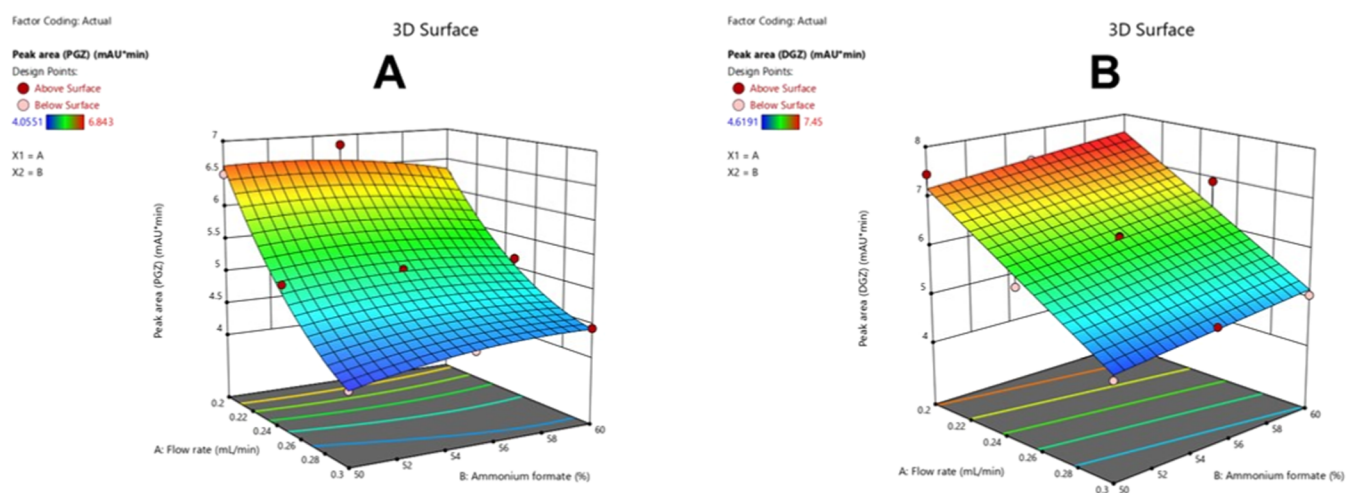 Factor Coding: Actual
3D Surface
Peak area (PGZ) (mAU*min)
A
Design Points:
Above Surface
Below Surface
4.0551 6.843
X1 = A
X2 = B
7
6.5
6
5.5
5
4.5
4
Peak area (PGZ) (mAU*min)
0.2
0.22
0.24
0.26
0.28
0.3
A: Flow rate (mL/min)
50
52
54
56
58
60
B: Ammonium formate (%)
Factor Coding: Actual
3D Surface
Peak area (DGZ) (mAU*min)
B
Design Points:
Above Surface
Below Surface
4.6191 7.45
X1 = A
X2 = B
8
7
6
5
4
Peak area (DGZ) (mAU*min)
0.2
0.22
0.24
0.26
0.28
0.3
A: Flow rate (mL/min)
50
52
54
56
58
60
B: Ammonium formate (%)